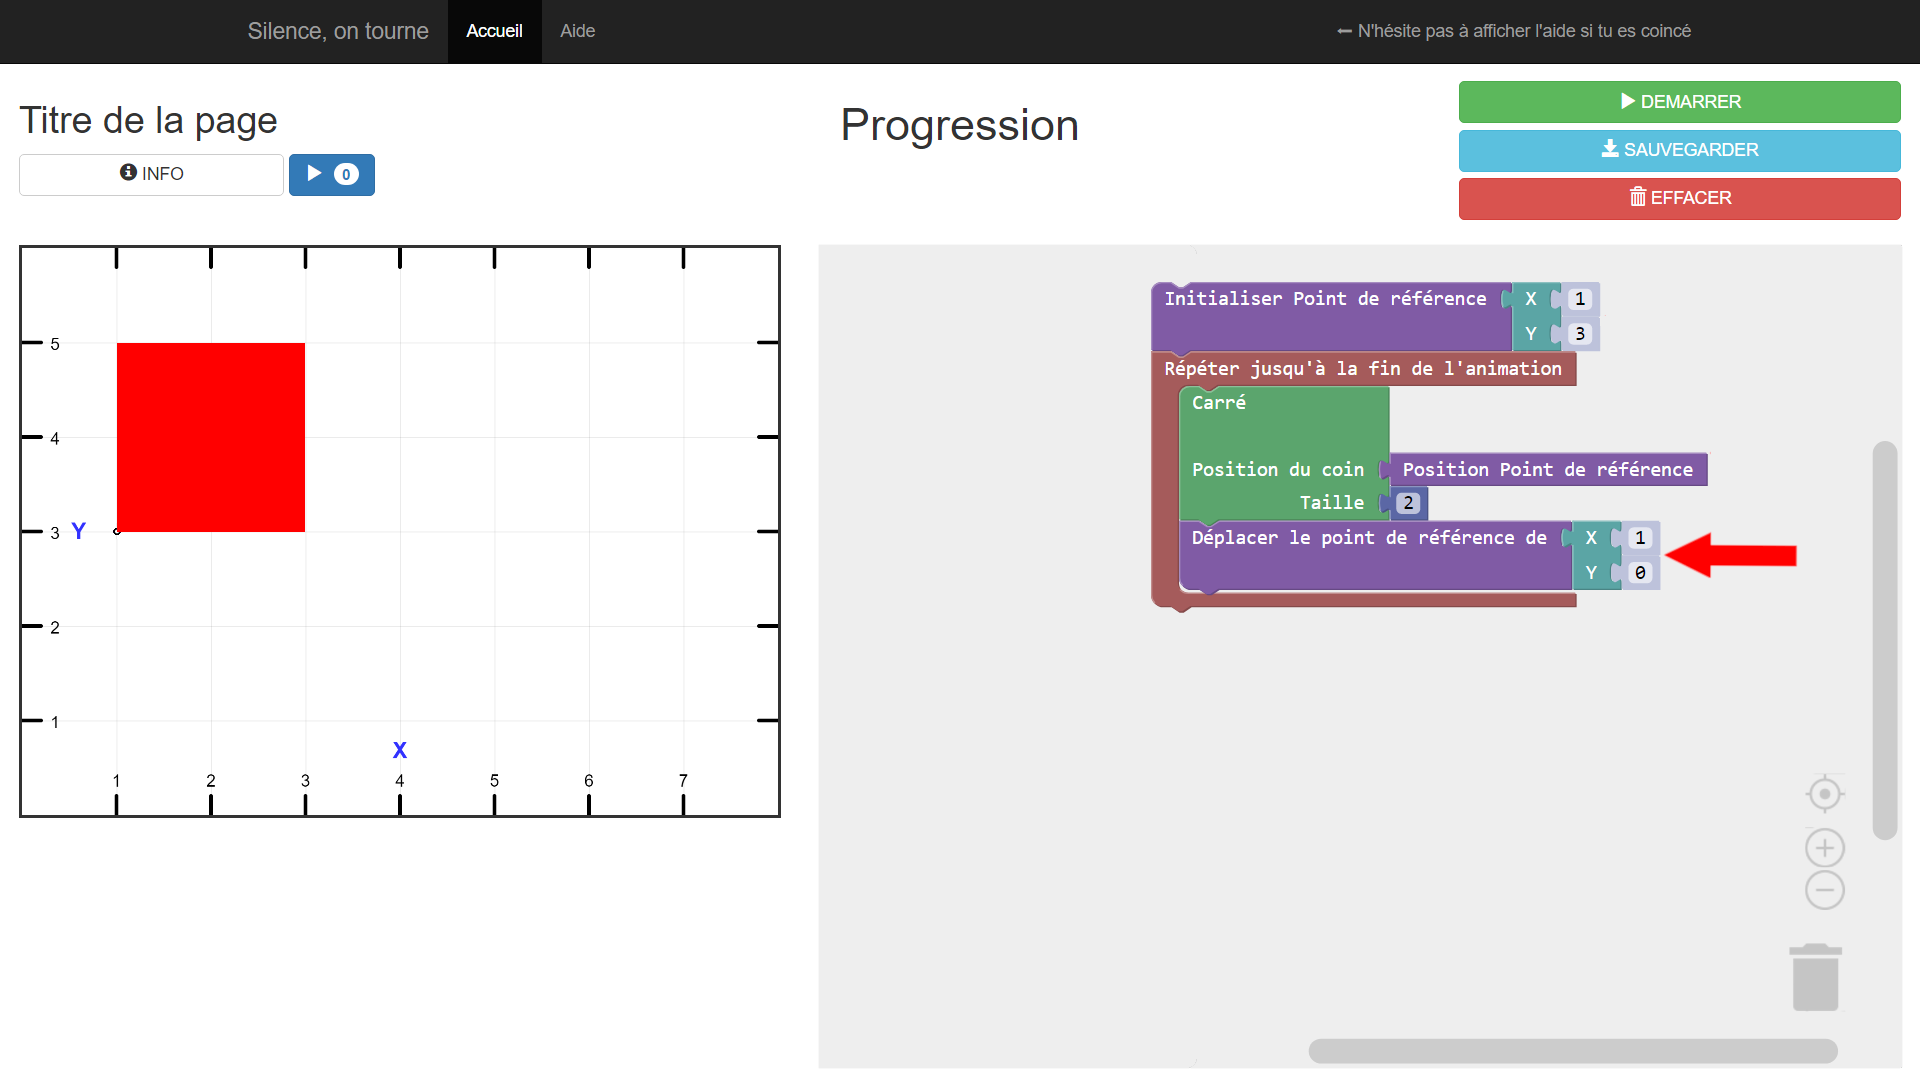 Silence, on tourne
Accueil
Aide
N'hésite pas à afficher l'aide si tu es coincé
Titre de la page
INFO
0
Progression
DEMARRER
SAUVEGARDER
EFFACER
5
4
3
Y
2
1
X
1 2 3 4 5 6 7
Initialiser Point de référence X 1
Y 3
Répéter jusqu'à la fin de l'animation
Carré
Position du coin Position Point de référence
Taille 2
Déplacer le point de référence de X 1
Y 0